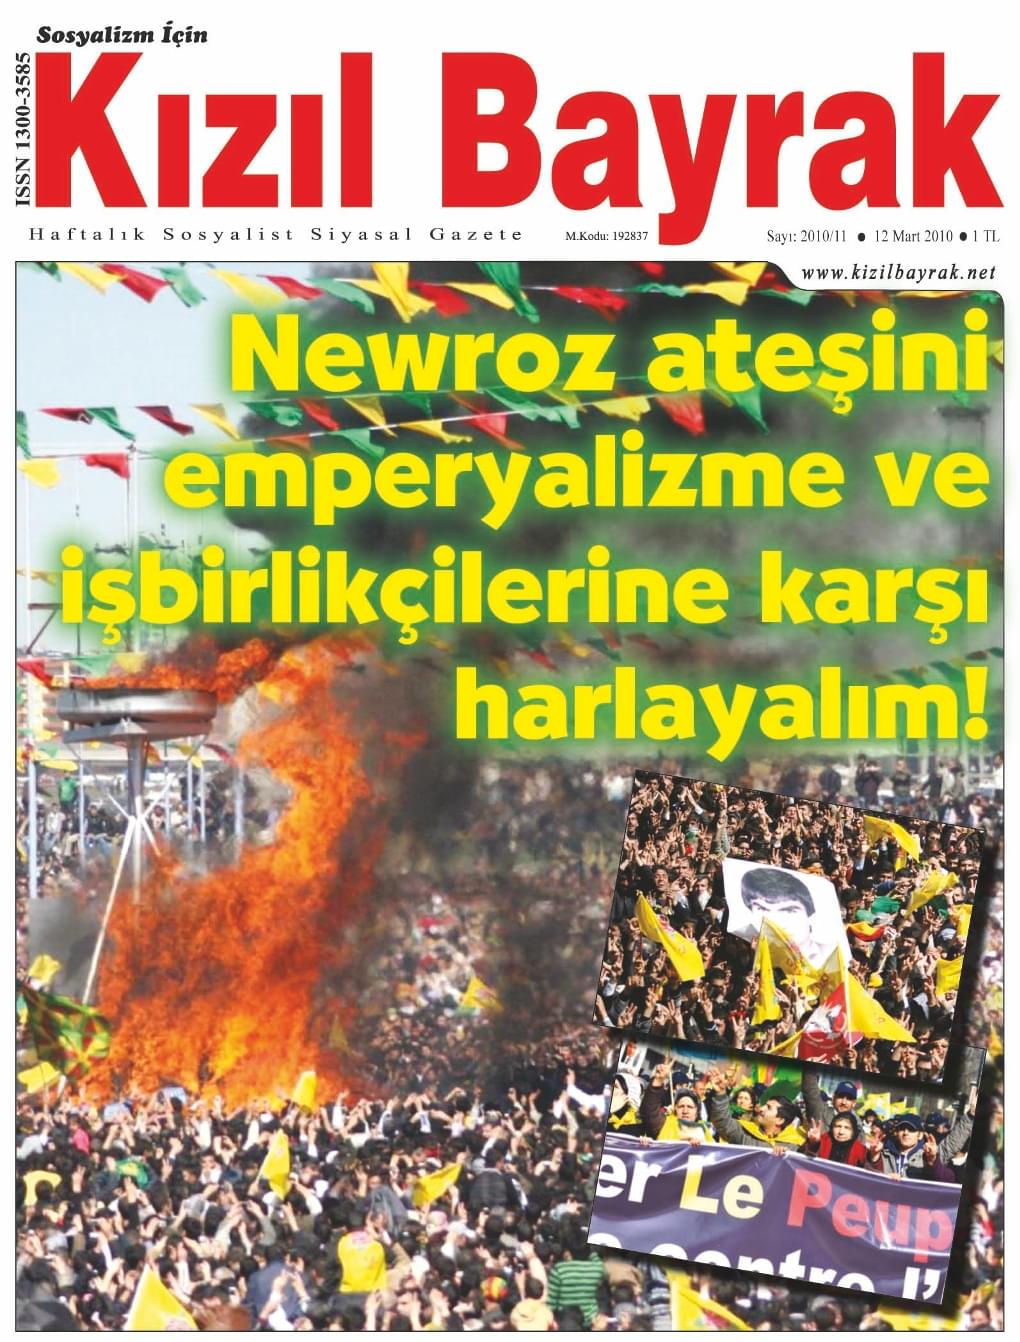 Sosyalizm İçin
ISSN 1300-3585
Kızıl Bayrak
Haftalık Sosyalist Siyasal Gazete
M.Kodu: 192837
Sayı: 2010/11 ● 12 Mart 2010 ● 1 TL
www.kizilbayrak.net
Newroz ateşini
emperyalizme ve
işbirlikçilerine karşı
harlayalım!
er Le Peup
contre l'